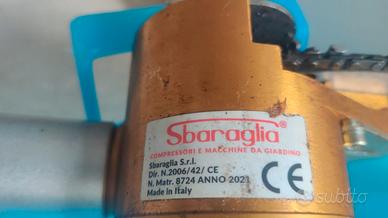 Sbaraglia®
COMPRESSORI E MACCHINE DA GIARDINO
Sbaraglia S.r.l.
Dir. N.2006/42/ CE
N. Matr. 8724 ANNO 2021
Made in Italy
CE
subito